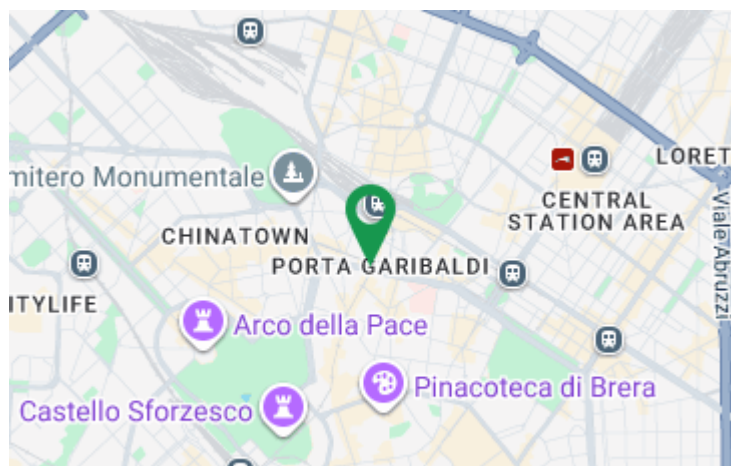 LORET
mitero Monumentale
CENTRAL
STATION AREA
CHINATOWN
PORTA GARIBALDI
Viale Abruzzi
ITYLIFE
Arco della Pace
Pinacoteca di Brera
Castello Sforzesco